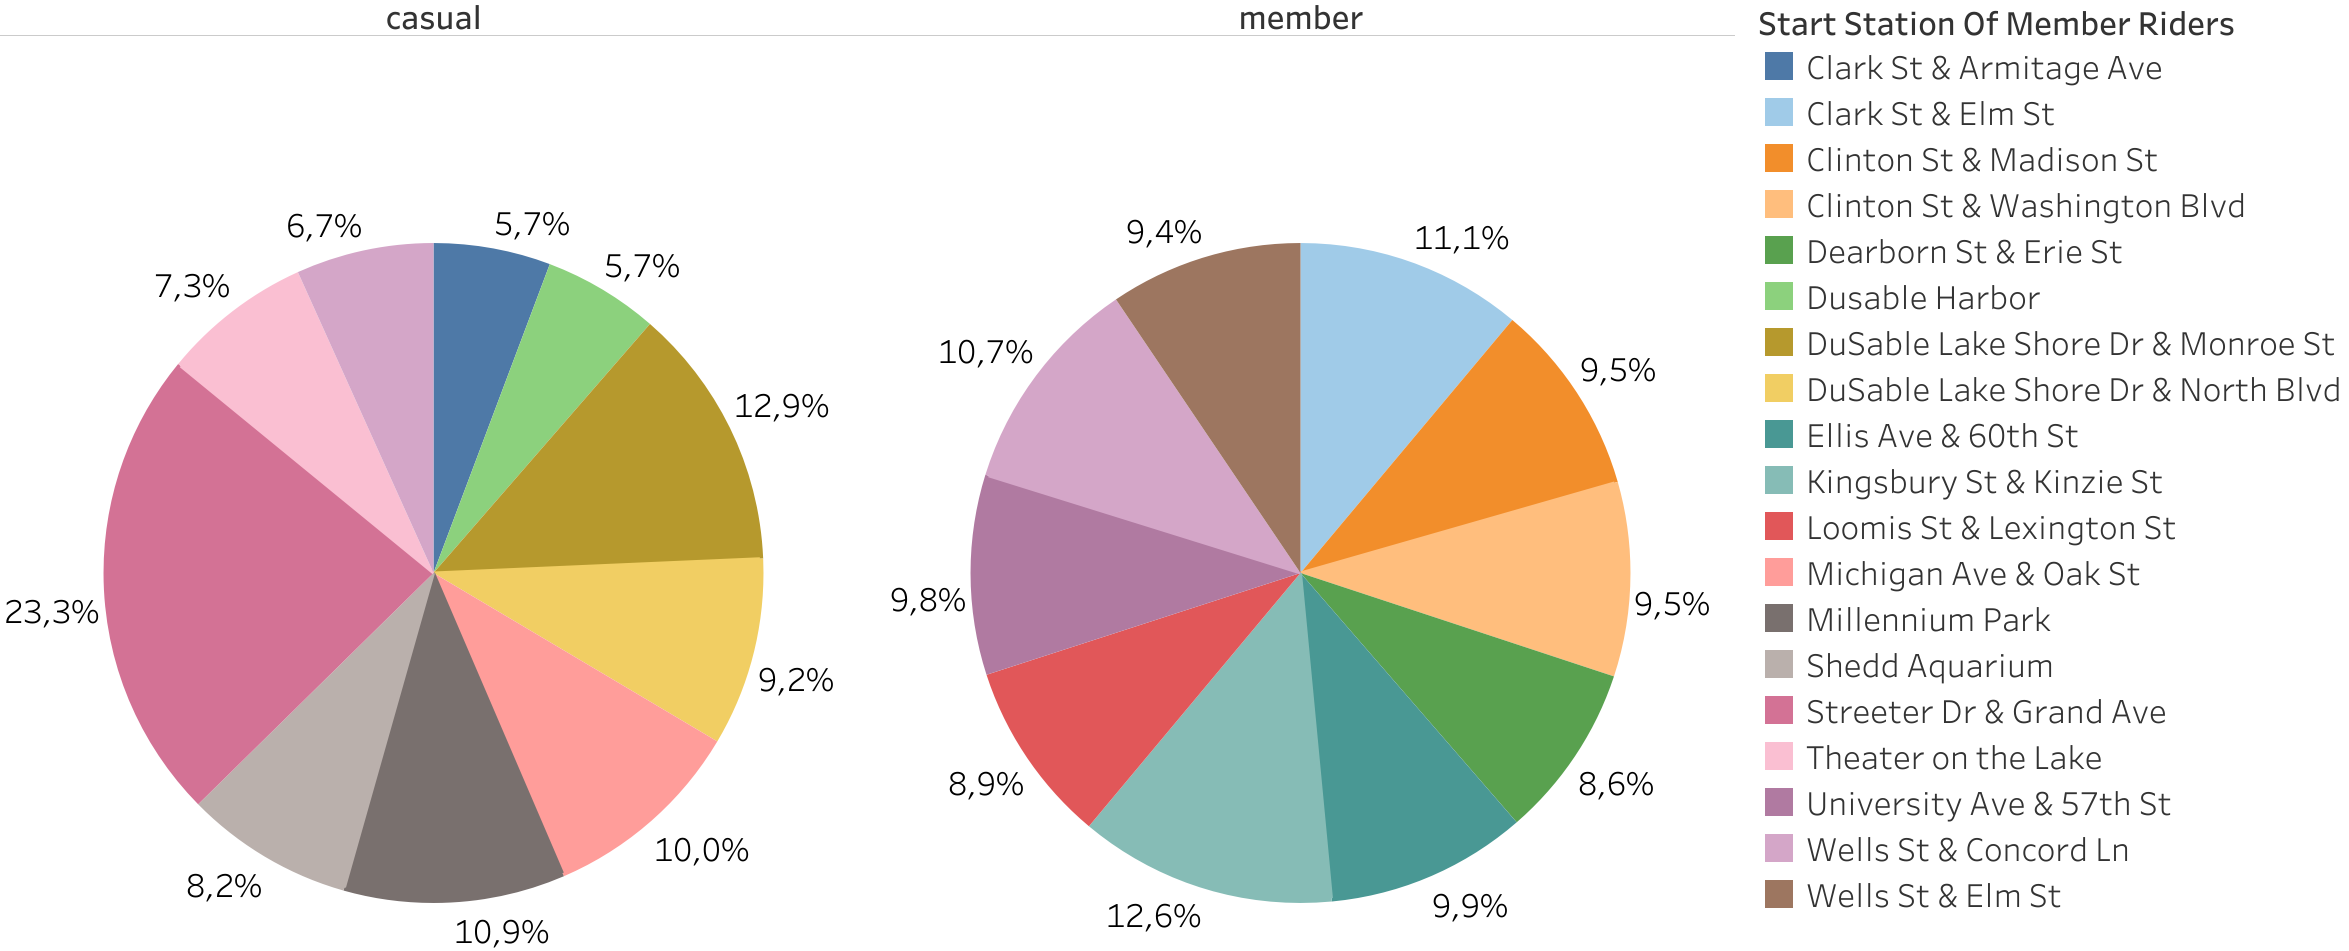 casual
member
Start Station Of Member Riders
Clark St & Armitage Ave
Clark St & Elm St
Clinton St & Madison St
Clinton St & Washington Blvd
Dearborn St & Erie St
Dusable Harbor
DuSable Lake Shore Dr & Monroe St
DuSable Lake Shore Dr & North Blvd
Ellis Ave & 60th St
Kingsbury St & Kinzie St
Loomis St & Lexington St
Michigan Ave & Oak St
Millennium Park
Shedd Aquarium
Streeter Dr & Grand Ave
Theater on the Lake
University Ave & 57th St
Wells St & Concord Ln
Wells St & Elm St
5,7%
5,7%
12,9%
9,2%
10,0%
10,9%
8,2%
23,3%
7,3%
6,7%
11,1%
9,5%
9,5%
8,6%
9,9%
12,6%
8,9%
9,8%
10,7%
9,4%